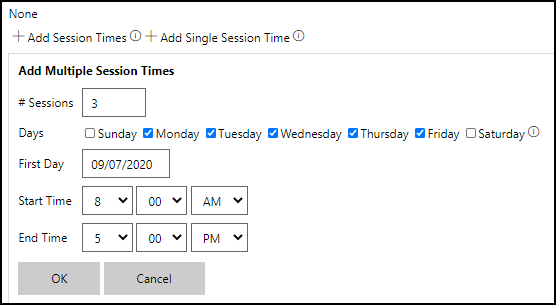 None
Add Session Times Add Single Session Time
Add Multiple Session Times
# Sessions 3
Days Sunday Monday Tuesday Wednesday Thursday Friday Saturday
First Day 09/07/2020
Start Time 8 00 AM
End Time 5 00 PM
OK Cancel